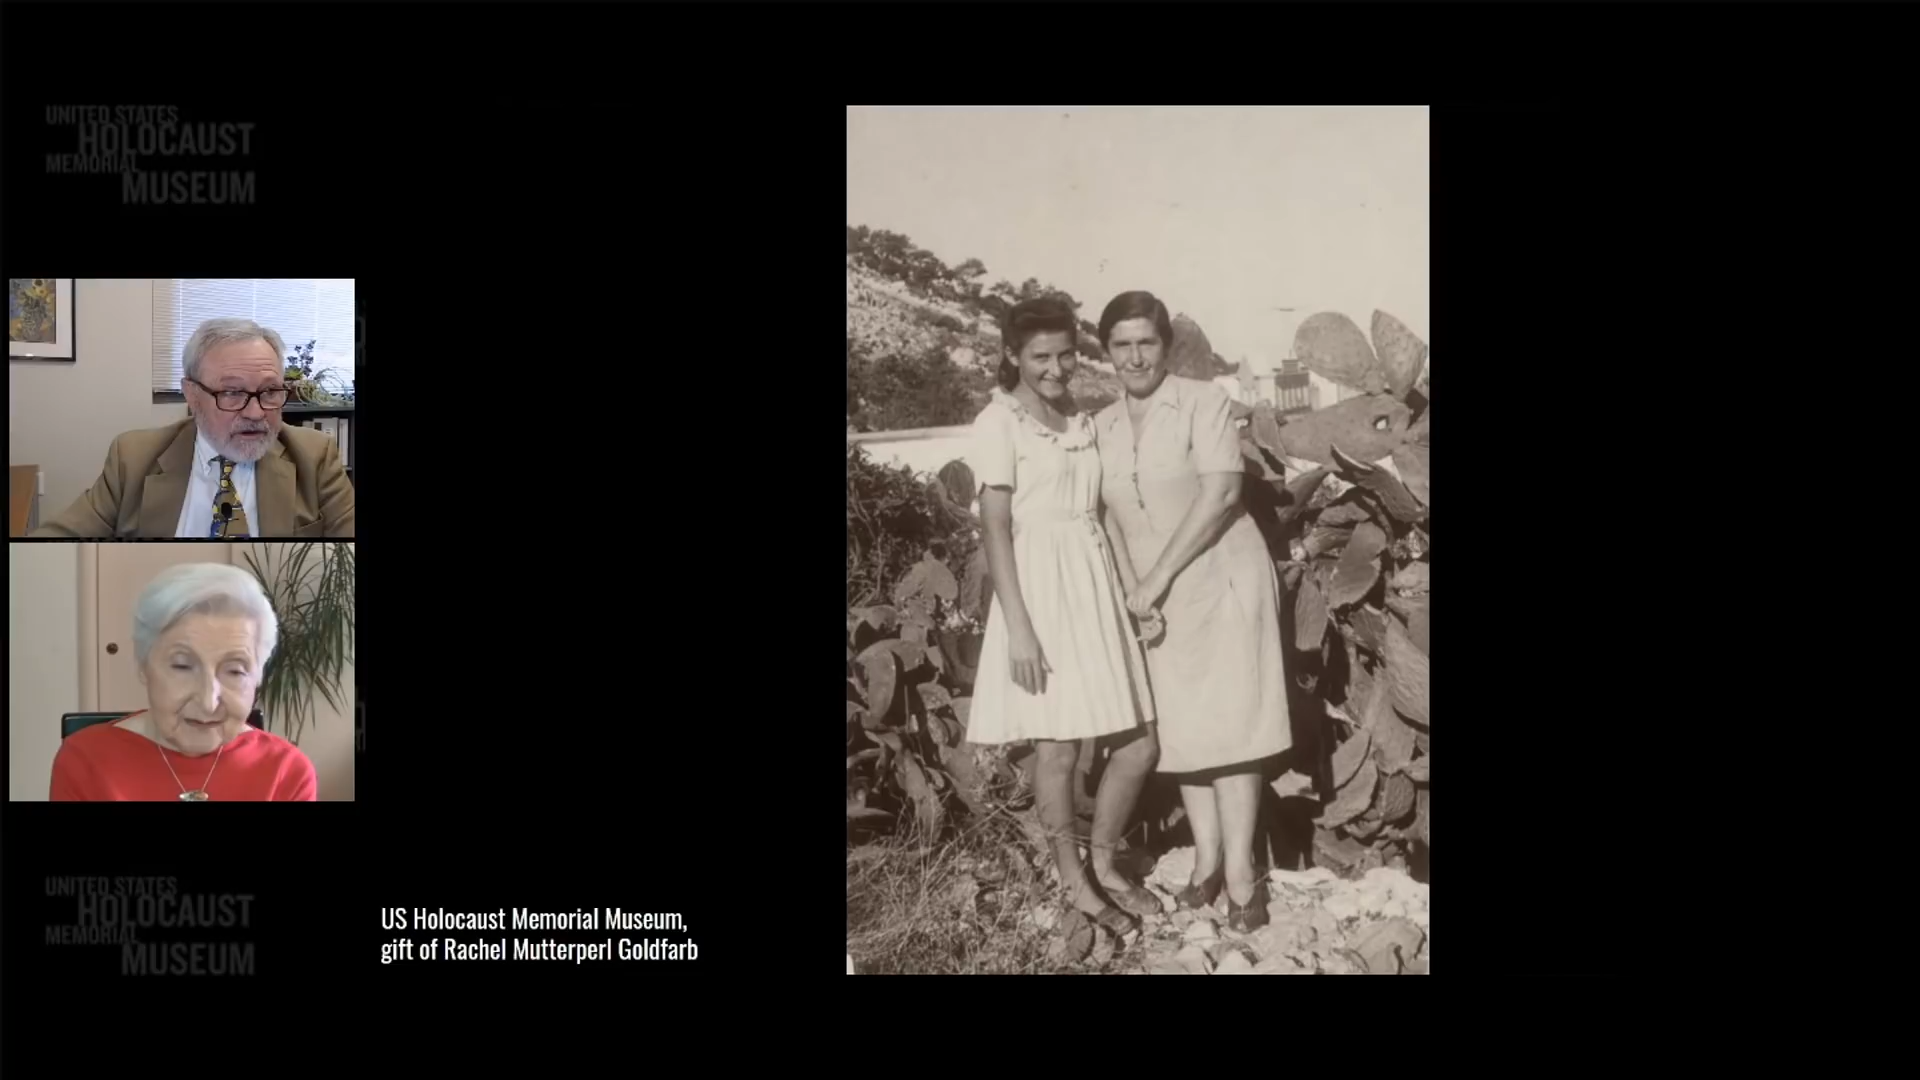 UNITED STATES
HOLOCAUST
MEMORIAL
MUSEUM
UNITED STATES
HOLOCAUST
MEMORIAL
MUSEUM
US Holocaust Memorial Museum,
gift of Rachel Mutterperl Goldfarb